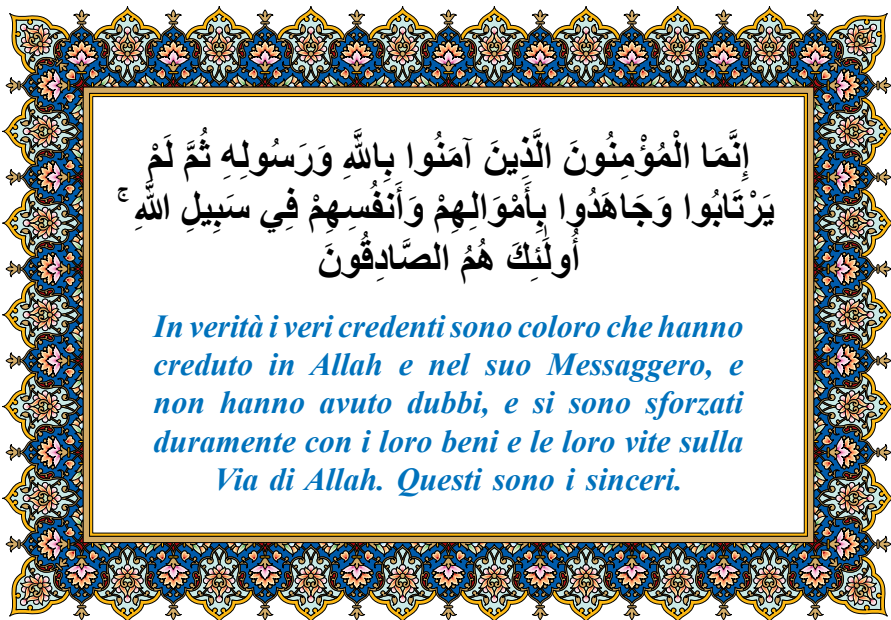 إِنَّمَا الْمُؤْمِنُونَ الَّذِينَ آمَنُوا بِاللَّهِ وَرَسُولِهِ ثُمَّ لَمْ
يَرْتَابُوا وَجَاهَدُوا بِأَمْوَالِهِمْ وَأَنفُسِهِمْ فِي سَبِيلِ اللَّهِ ۚ
أُولَٰئِكَ هُمُ الصَّادِقُونَ
In verità i veri credenti sono coloro che hanno
creduto in Allah e nel suo Messaggero, e
non hanno avuto dubbi, e si sono sforzati
duramente con i loro beni e le loro vite sulla
Via di Allah. Questi sono i sinceri.